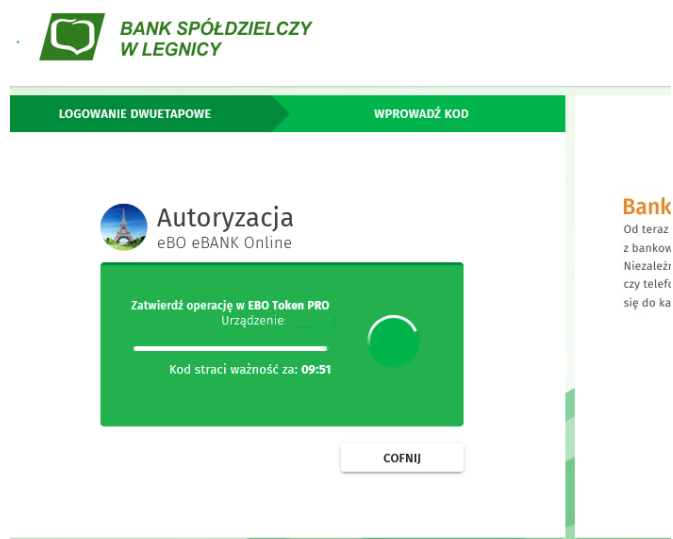 BANK SPÓŁDZIELCZY
W LEGNICY
LOGOWANIE DWUETAPOWE
WPROWADŹ KOD
Autoryzacja
eBO eBANK Online
Zatwierdź operację w EBO Token PRO
Urządzenie:
Kod straci ważność za: 09:51
COFNIJ
Bank
Od teraz
z bankow
Niezależn
czy telefo
się do ka